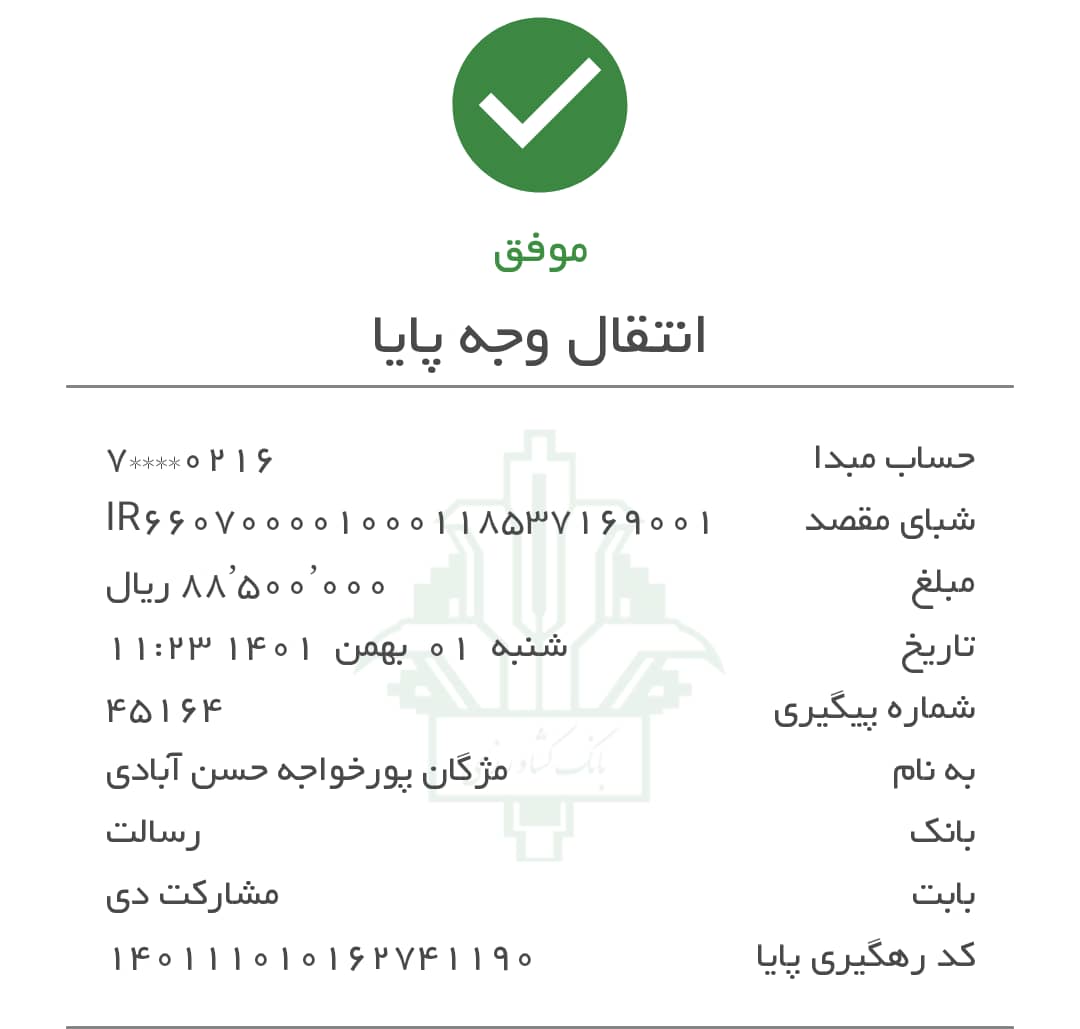 موفق
انتقال وجه پایا
حساب مبدا ۷****۰۲۱۶
شبای مقصد IR۶۶۰۷۰۰۰۰۱۰۰۰۱۱۸۵۳۷۱۶۹۰۰۱
مبلغ ۸۸٬۵۰۰٬۰۰۰ ریال
تاریخ شنبه ۰۱ بهمن ۱۴۰۱ ۱۱:۲۳
شماره پیگیری ۴۵۱۶۴
به نام مژگان پورخواجه حسن آبادی
بانک رسالت
بابت مشارکت دی
کد رهگیری پایا ۱۴۰۱۱۱۰۱۰۱۶۲۷۴۱۱۹۰
بانک کشاورزی